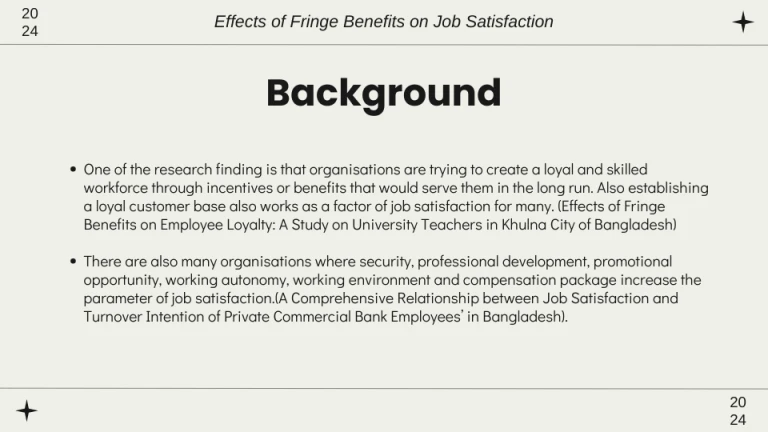 20
24
Effects of Fringe Benefits on Job Satisfaction
Background
• One of the research finding is that organisations are trying to create a loyal and skilled
workforce through incentives or benefits that would serve them in the long run. Also establishing
a loyal customer base also works as a factor of job satisfaction for many. (Effects of Fringe
Benefits on Employee Loyalty: A Study on University Teachers in Khulna City of Bangladesh)
• There are also many organisations where security, professional development, promotional
opportunity, working autonomy, working environment and compensation package increase the
parameter of job satisfaction.(A Comprehensive Relationship between Job Satisfaction and
Turnover Intention of Private Commercial Bank Employees’ in Bangladesh).
20
24